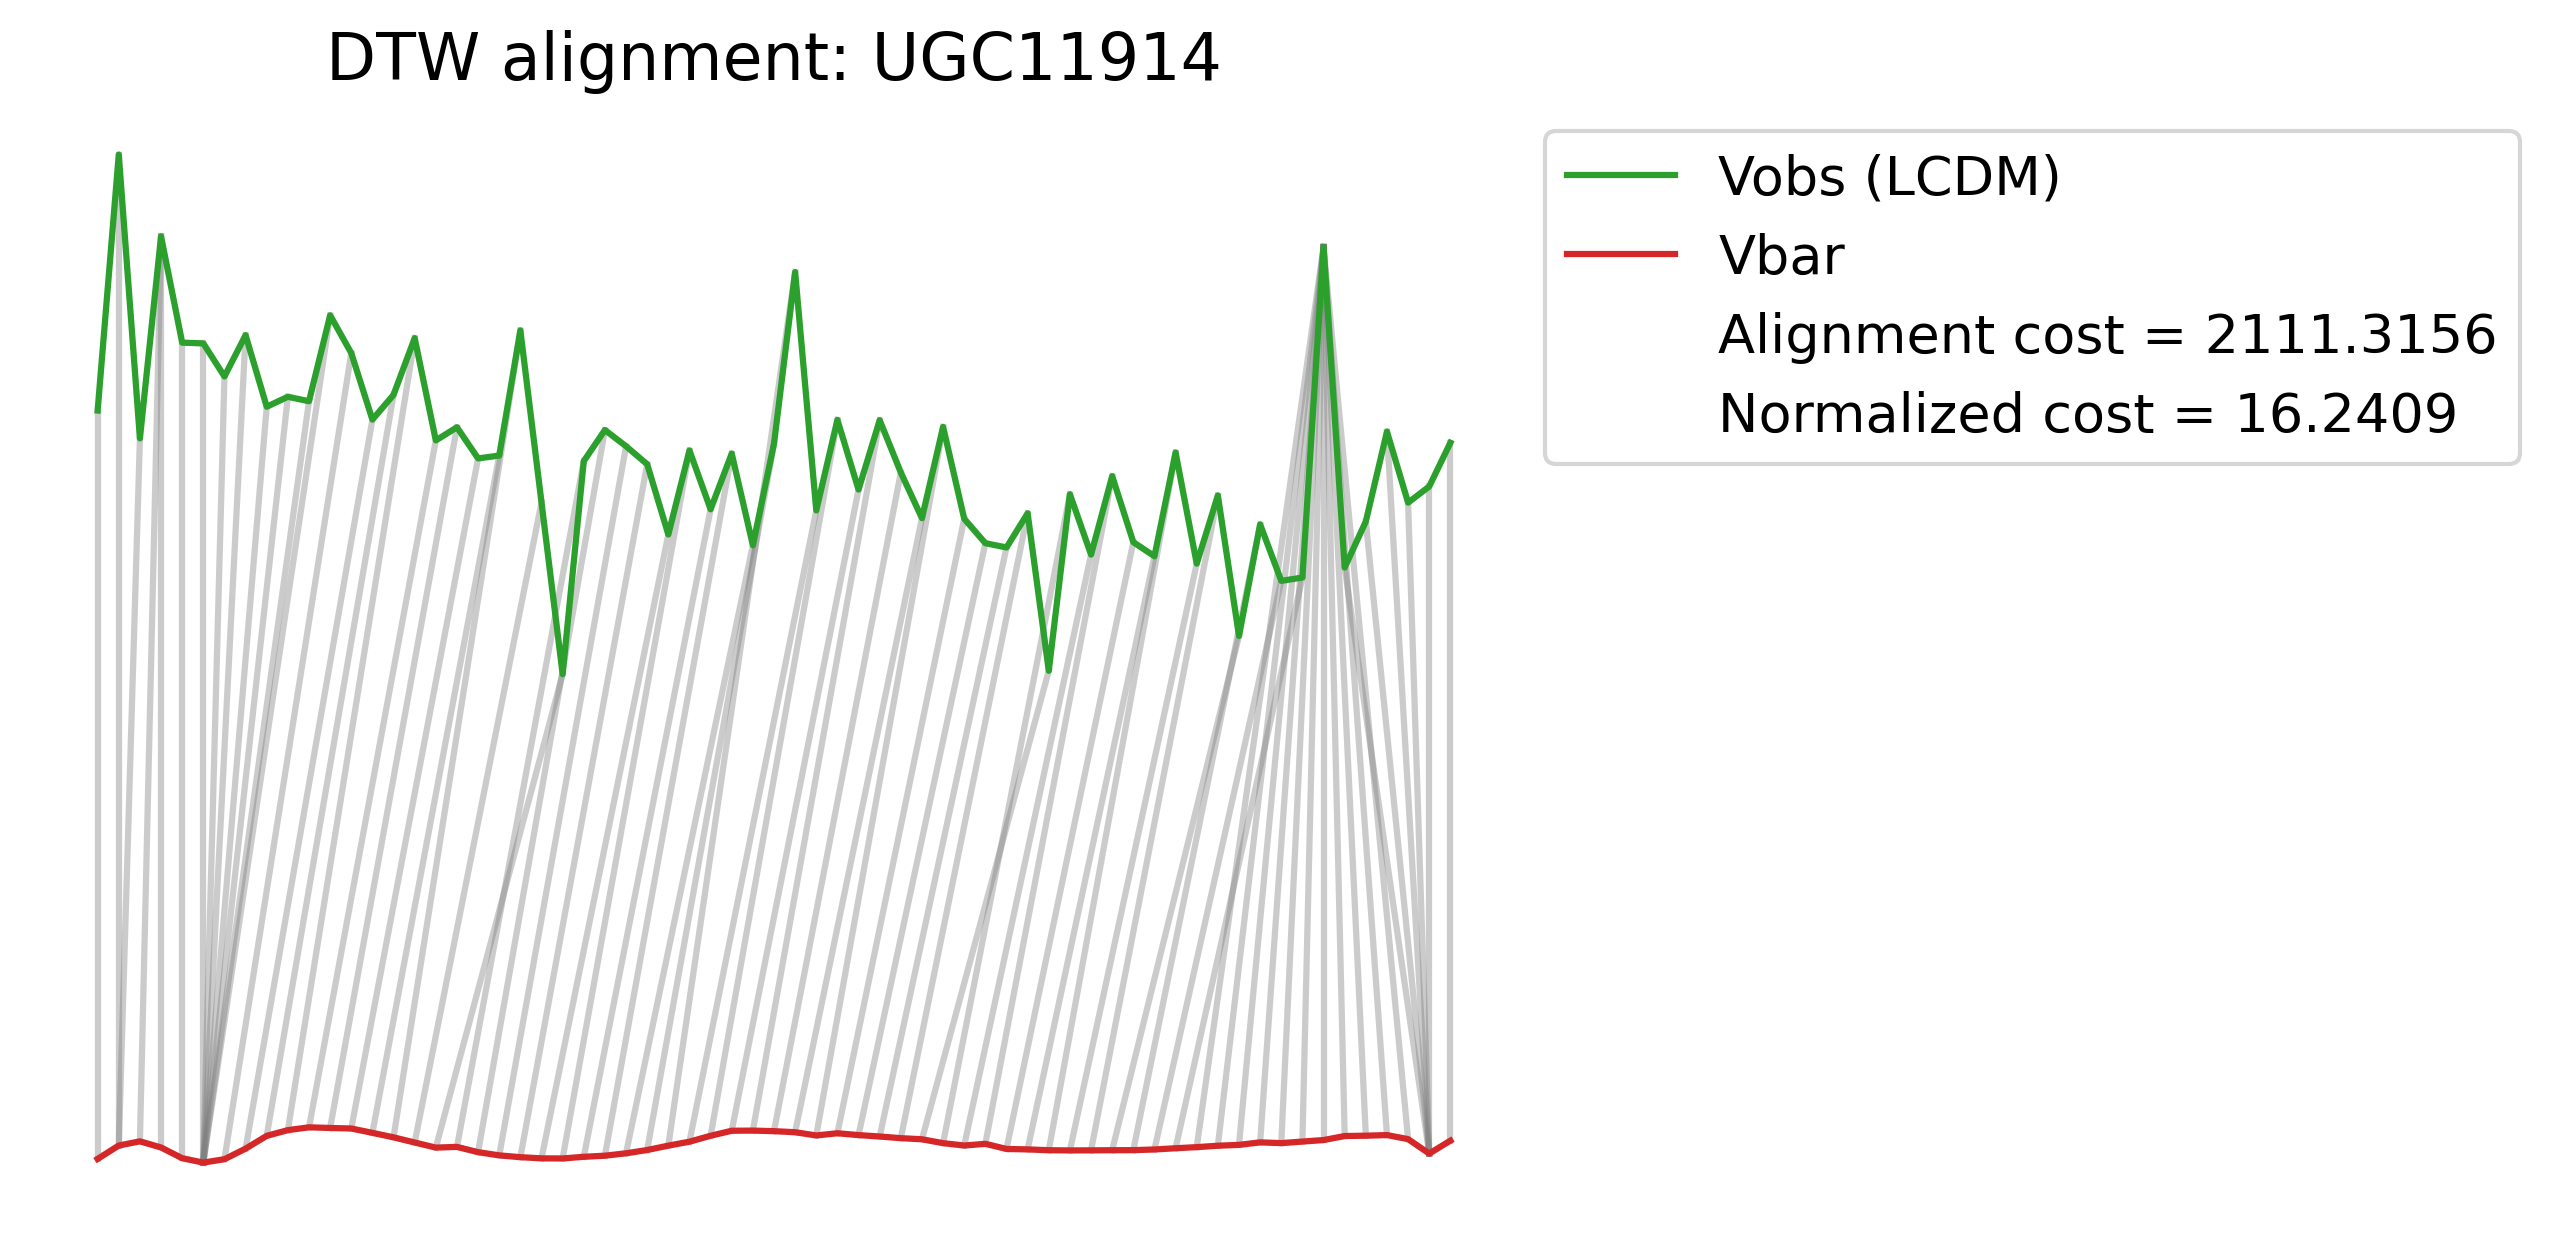 DTW alignment: UGC11914
Vobs (LCDM)
Vbar
Alignment cost = 2111.3156
Normalized cost = 16.2409